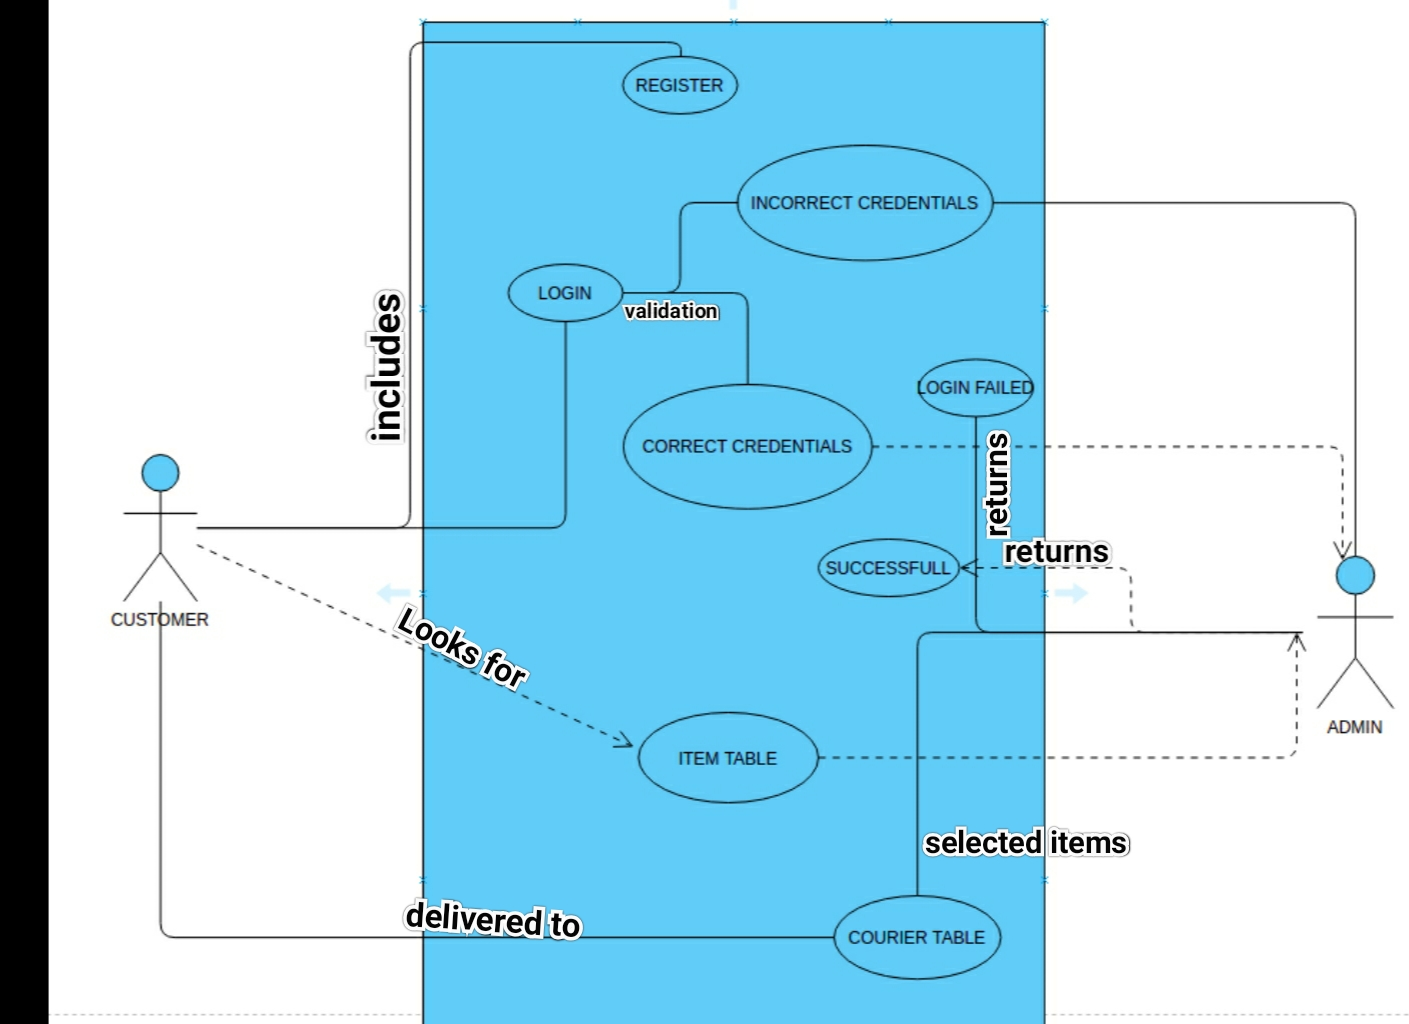 REGISTER
INCORRECT CREDENTIALS
LOGIN
validation
includes
LOGIN FAILED
CORRECT CREDENTIALS
returns
returns
SUCCESSFULL
CUSTOMER
Looks for
ADMIN
ITEM TABLE
selected items
delivered to
COURIER TABLE